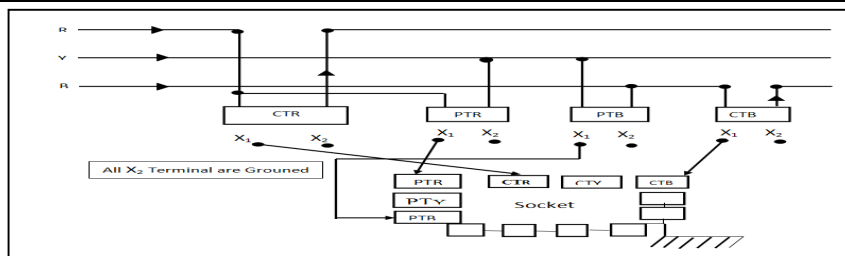 R
Y
B
CTR PTR PTB CTB
X1 X2 X1 X2 X1 X2 X1 X2
All X2 Terminal are Grouned
PTR CTR CTY CTB
PTY Socket
PTB